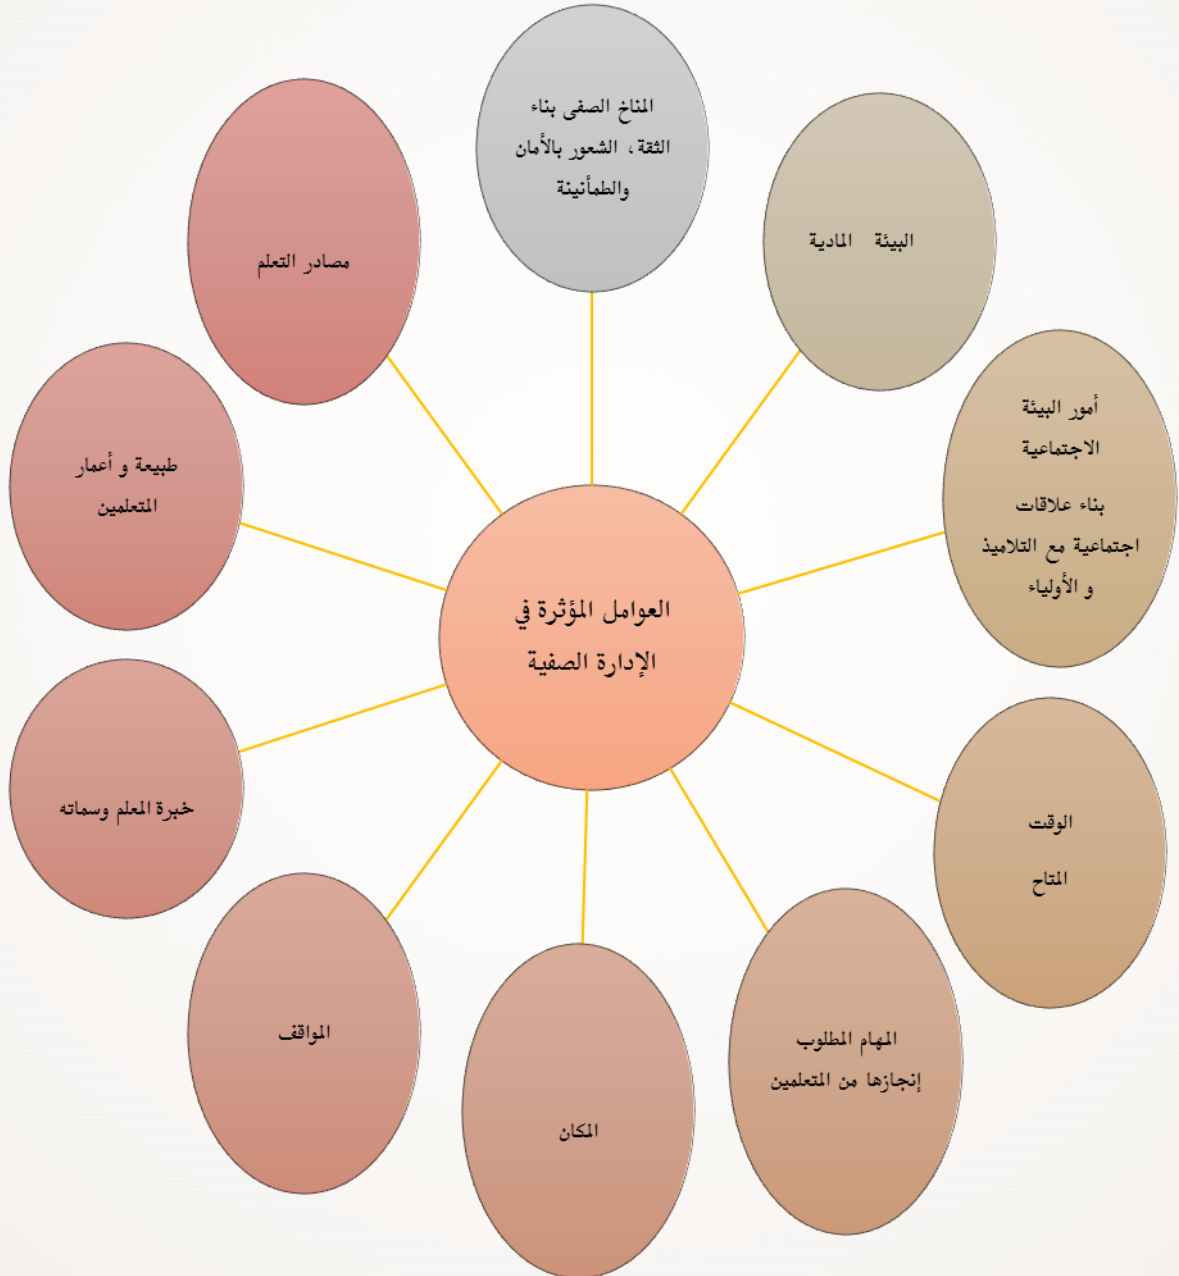 العوامل المؤثرة في
الإدارة الصفية
المناخ الصفى بناء
الثقة، الشعور بالأمان
والطمأنينة
البيئة المادية
أمور البيئة
الاجتماعية
بناء علاقات
اجتماعية مع التلاميذ
و الأولياء
الوقت
المتاح
المهام المطلوب
إنجازها من المتعلمين
المكان
المواقف
خبرة المعلم وسماته
طبيعة و أعمار
المتعلمين
مصادر التعلم